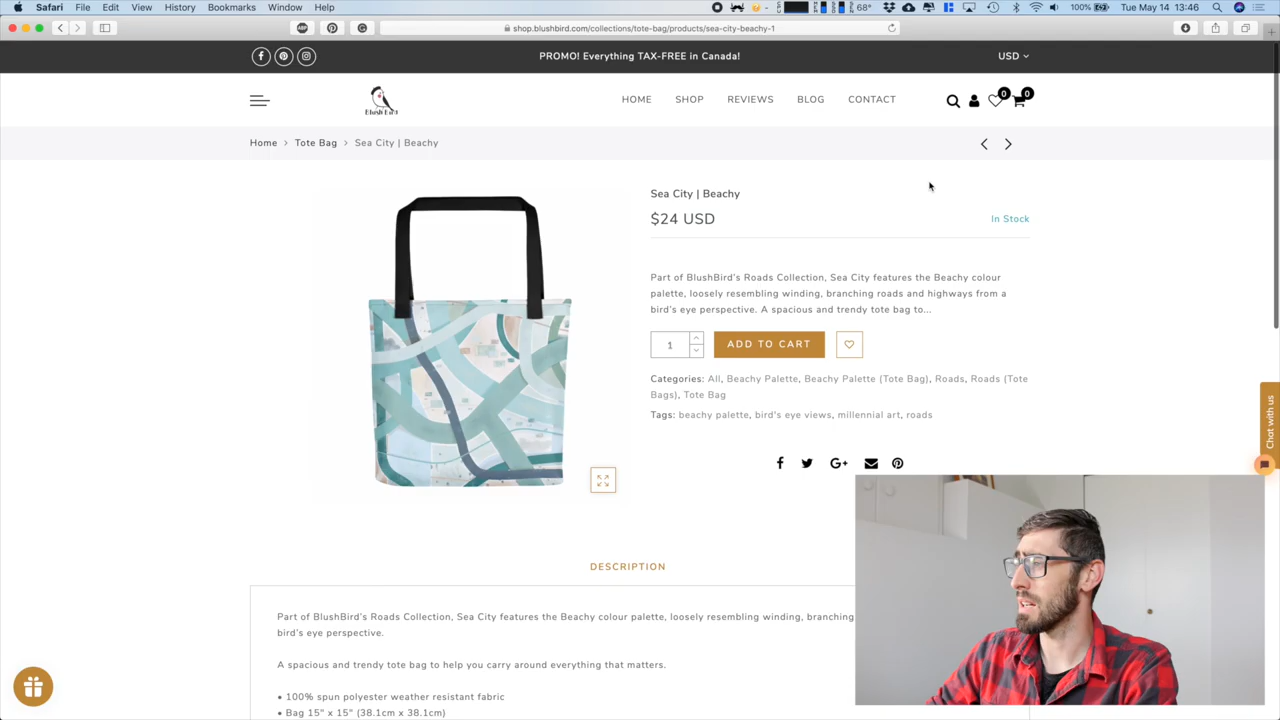 Safari File Edit View History Bookmarks Window Help 68° 100% Tue May 14 13:46
shop.blushbird.com/collections/tote-bag/products/sea-city-beachy-1
PROMO! Everything TAX-FREE in Canada!
USD
Blush Bird
HOME SHOP REVIEWS BLOG CONTACT
0 0
Home > Tote Bag > Sea City | Beachy
Sea City | Beachy
$24 USD
In Stock
Part of BlushBird's Roads Collection, Sea City features the Beachy colour
palette, loosely resembling winding, branching roads and highways from a
bird's eye perspective. A spacious and trendy tote bag to...
1
ADD TO CART
Categories: All, Beachy Palette, Beachy Palette (Tote Bag), Roads, Roads (Tote
Bags), Tote Bag
Tags: beachy palette, bird's eye views, millennial art, roads
Chat with us
DESCRIPTION
Part of BlushBird's Roads Collection, Sea City features the Beachy colour palette, loosely resembling winding, branching
bird's eye perspective.
A spacious and trendy tote bag to help you carry around everything that matters.
• 100% spun polyester weather resistant fabric
• Bag 15" x 15" (38.1cm x 38.1cm)